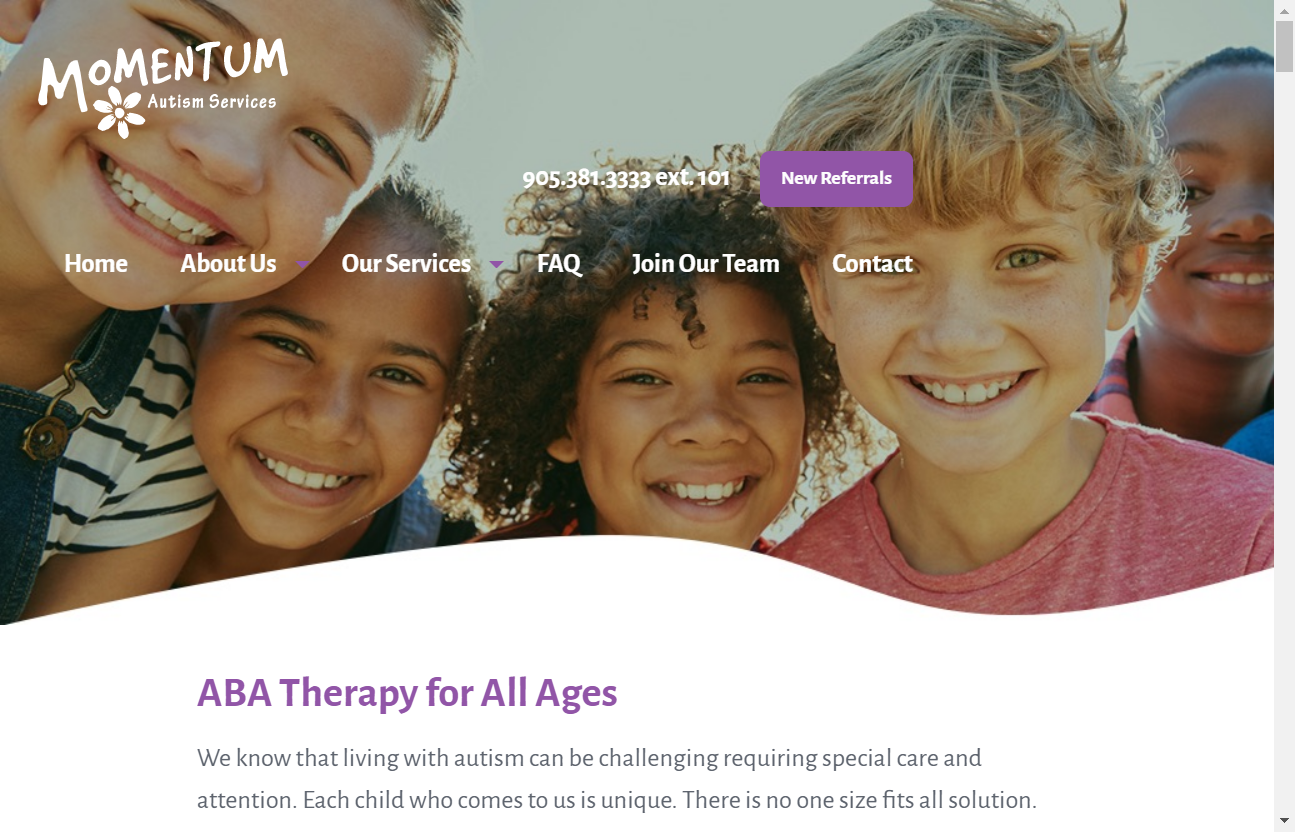 MOMENTUM
Autism Services
905.381.3333 ext. 101
New Referrals
Home About Us Our Services FAQ Join Our Team Contact
ABA Therapy for All Ages
We know that living with autism can be challenging requiring special care and
attention. Each child who comes to us is unique. There is no one size fits all solution.